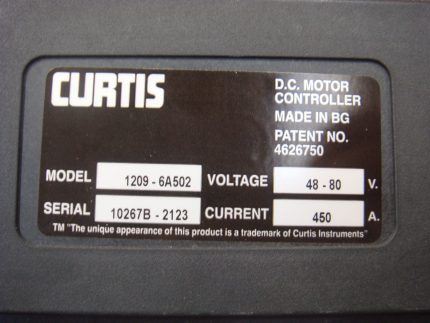 CURTIS
D.C. MOTOR
CONTROLLER
MADE IN BG
PATENT NO.
4626750
MODEL 1209 - 6A502 VOLTAGE 48 - 80 V.
SERIAL 10267B - 2123 CURRENT 450 A.
TM "The unique appearance of this product is a trademark of Curtis Instruments"